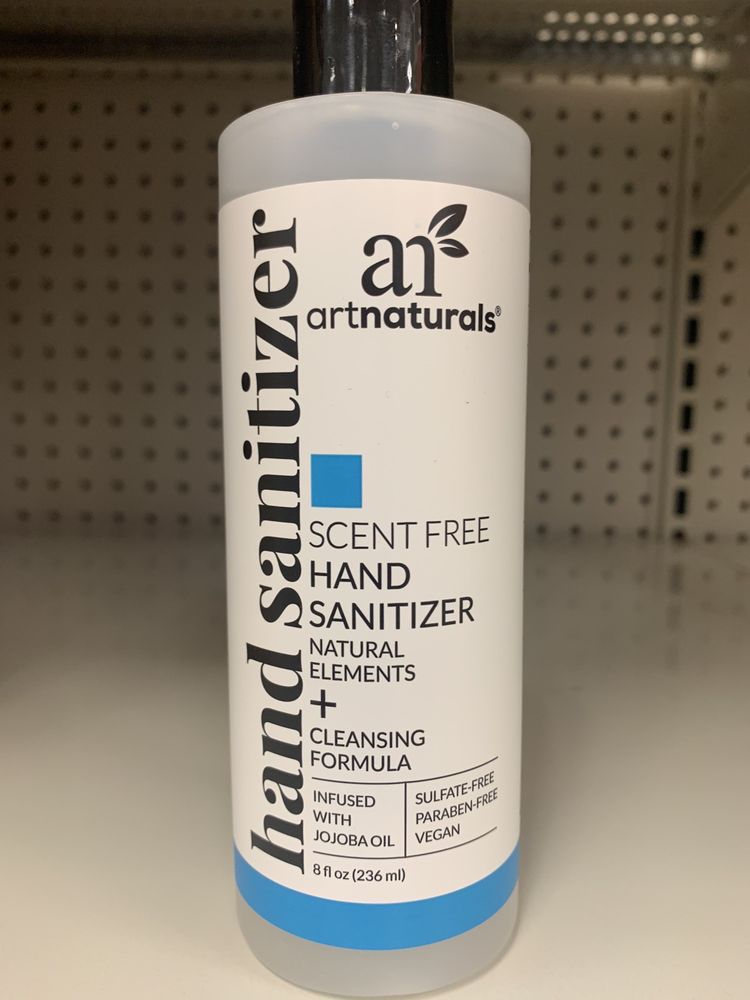 hand sanitizer
an
artnaturals®
SCENT FREE
HAND
SANITIZER
NATURAL
ELEMENTS
+
CLEANSING
FORMULA
INFUSED
WITH
JOJOBA OIL
SULFATE-FREE
PARABEN-FREE
VEGAN
8 fl oz (236 ml)